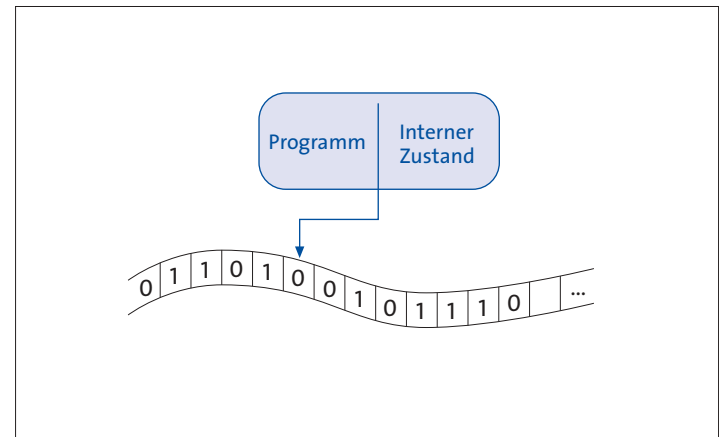 Programm
Interner
Zustand
0 1 1 0 1 0 0 1 0 1 1 1 0 ...